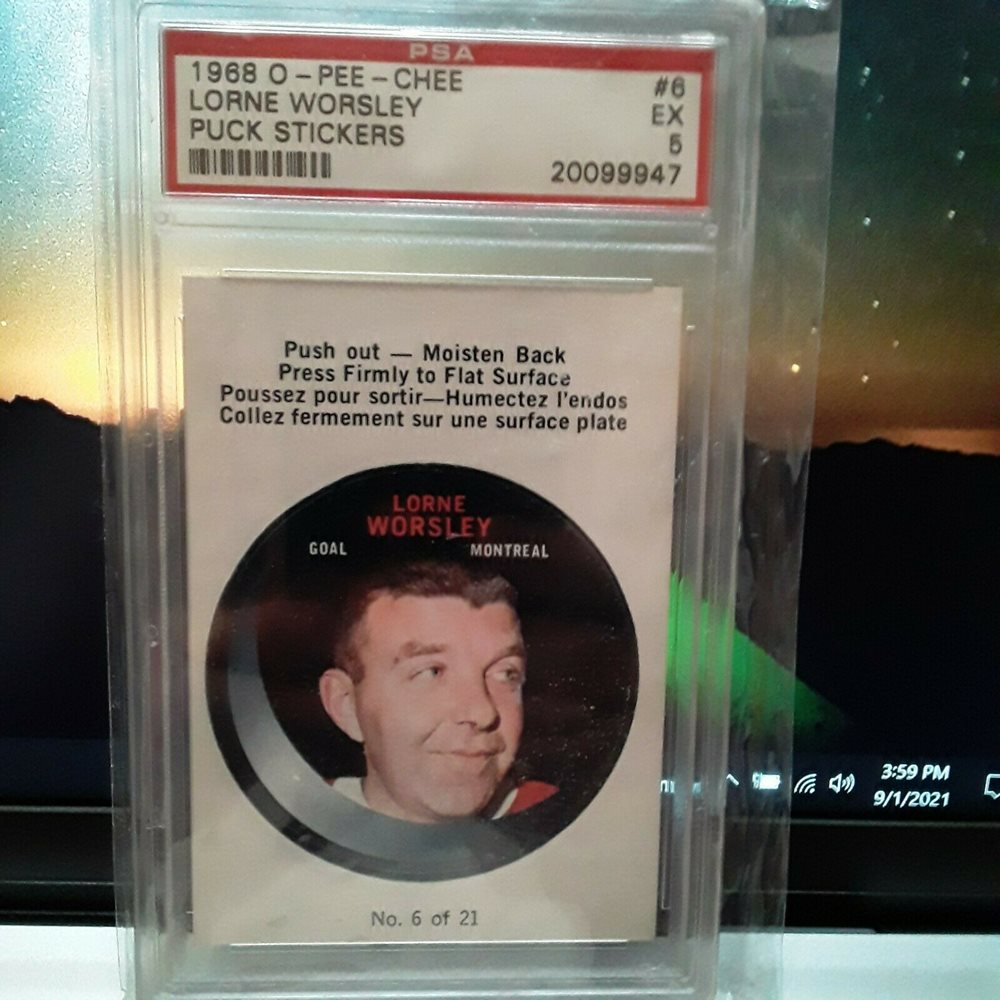 PSA
1968 O-PEE-CHEE #6
LORNE WORSLEY EX
PUCK STICKERS 5
20099947
Push out — Moisten Back
Press Firmly to Flat Surface
Poussez pour sortir—Humectez l'endos
Collez fermement sur une surface plate
LORNE
WORSLEY
GOAL MONTREAL
No. 6 of 21
3:59 PM
9/1/2021